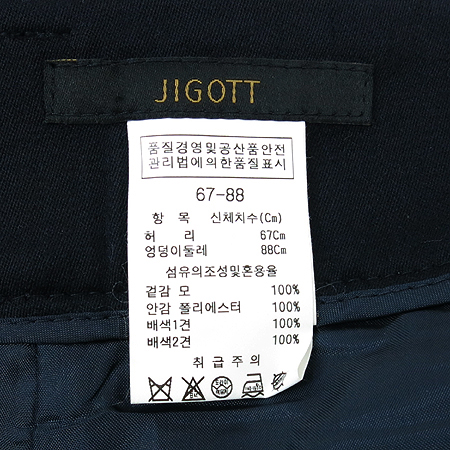 JIGOTT
품질경영및공산품안전
관리법에의한품질표시
67-88
항 목 신체치수(Cm)
허 리 67Cm
엉덩이둘레 88Cm
섬유의조성및혼용율
겉감 모 100%
안감 폴리에스터 100%
배색1견 100%
배색2견 100%
취급주의